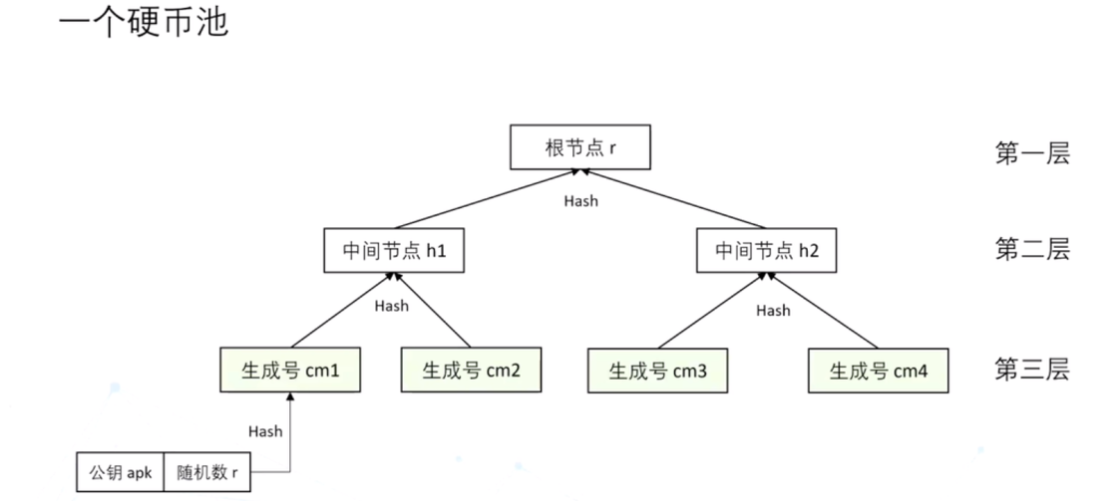 一个硬币池
根节点 r
第一层
Hash
中间节点 h1
中间节点 h2
第二层
Hash
Hash
生成号 cm1
生成号 cm2
生成号 cm3
生成号 cm4
第三层
Hash
公钥 apk
随机数 r